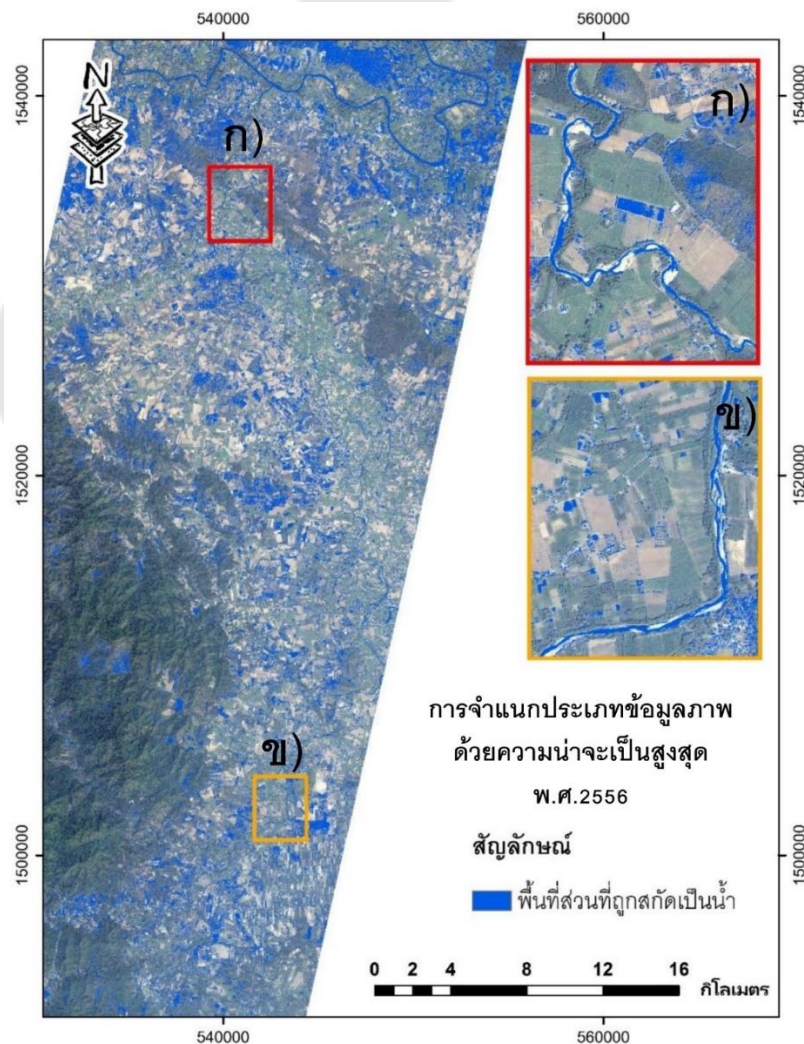 540000
560000
N
1540000
1540000
ก)
ก)
1520000
1520000
ข)
ข)
การจำแนกประเภทข้อมูลภาพ
ด้วยความน่าจะเป็นสูงสุด
พ.ศ.2556
สัญลักษณ์
พื้นที่ส่วนที่ถูกสกัดเป็นน้ำ
1500000
1500000
0 2 4 8 12 16
กิโลเมตร
540000
560000